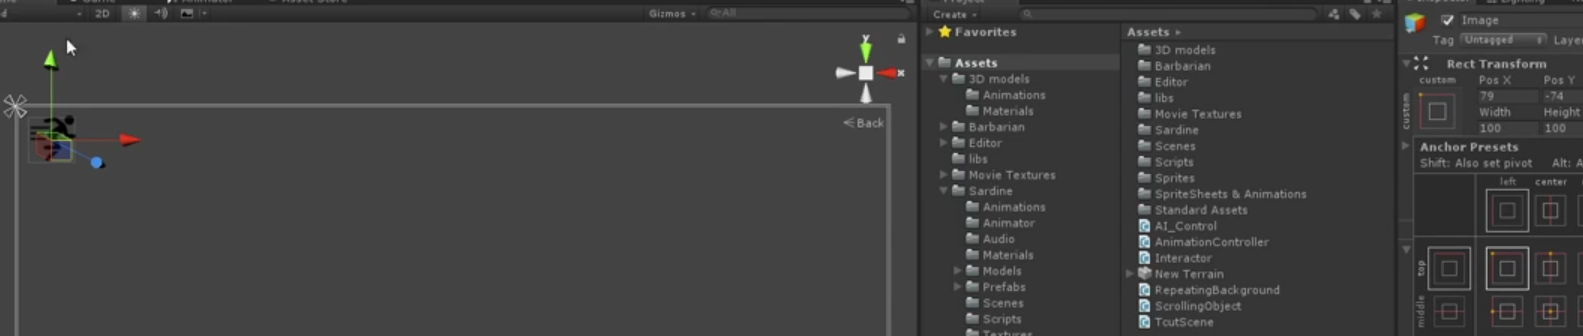 2D
Gizmos
All
y
x
Back
Create
Favorites
Assets
3D models
Animations
Materials
Barbarian
Editor
libs
Movie Textures
Sardine
Animations
Animator
Audio
Materials
Models
Prefabs
Scenes
Scripts
Textures
Assets
3D models
Barbarian
Editor
libs
Movie Textures
Sardine
Scenes
Scripts
Sprites
SpriteSheets & Animations
Standard Assets
AI_Control
AnimationController
Interactor
New Terrain
RepeatingBackground
ScrollingObject
TcutScene
Image
Tag Untagged Layer
Rect Transform
custom
custom
Pos X Pos Y
79 -74
Width Height
100 100
Anchor Presets
Shift: Also set pivot Alt: A
left center
top
middle